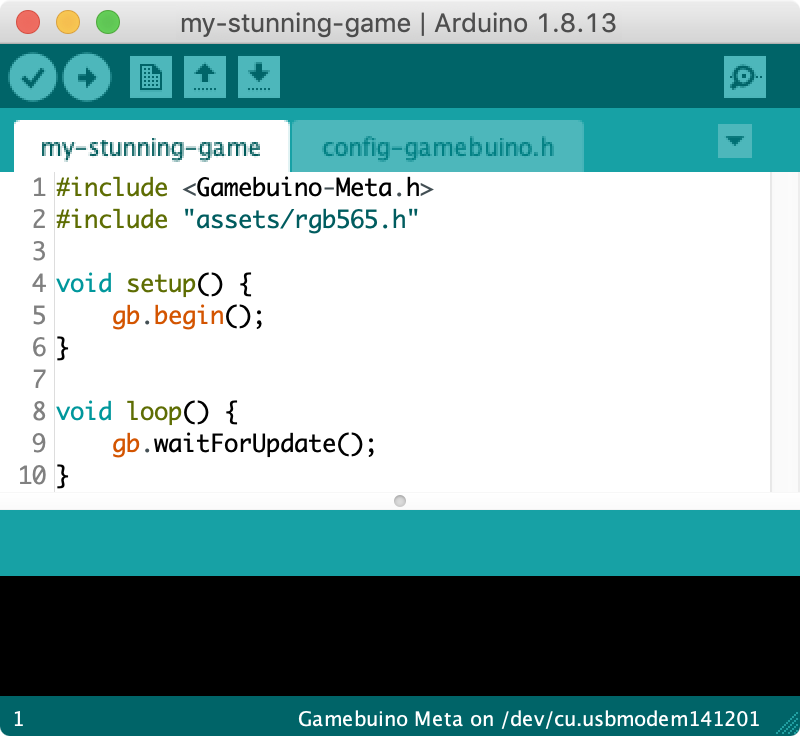 my-stunning-game | Arduino 1.8.13
my-stunning-game config-gamebuino.h
1 #include <Gamebuino-Meta.h>
2 #include "assets/rgb565.h"
3
4 void setup() {
5     gb.begin();
6 }
7
8 void loop() {
9     gb.waitForUpdate();
10 }
1 Gamebuino Meta on /dev/cu.usbmodem141201